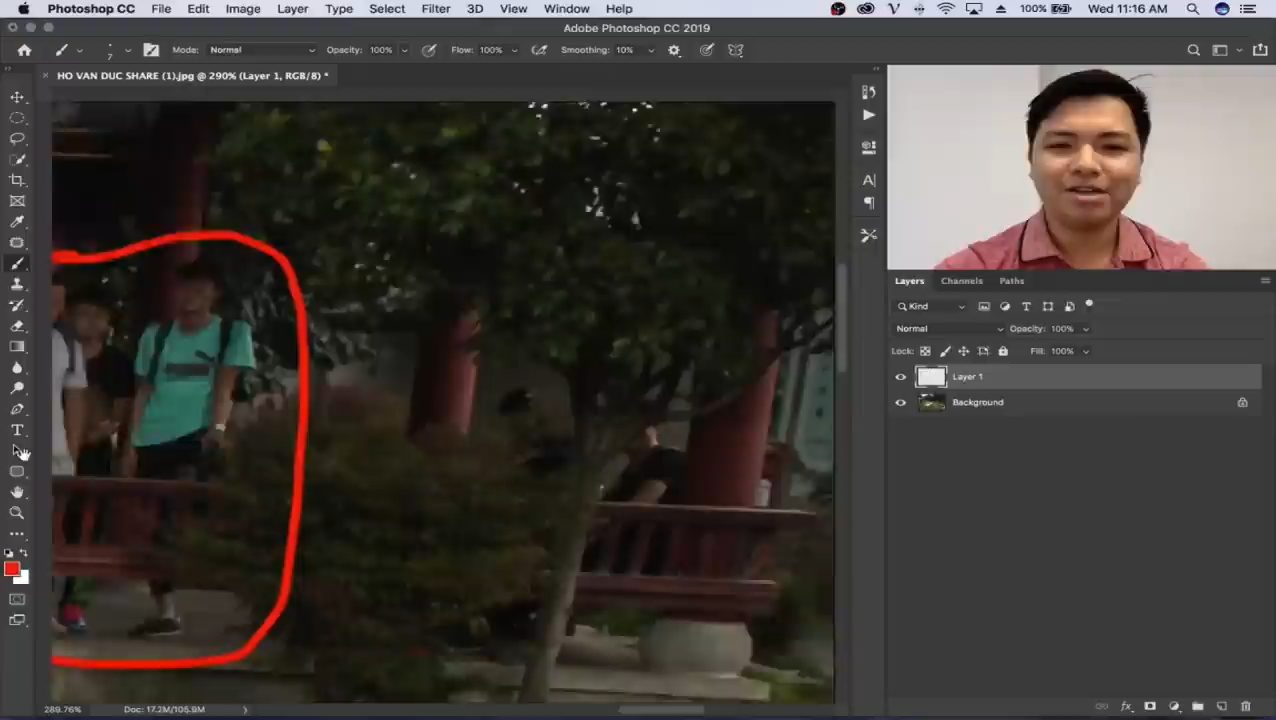 Photoshop CC File Edit Image Layer Type Select Filter 3D View Window Help 100% Wed 11:16 AM
Adobe Photoshop CC 2019
7 Mode: Normal Opacity: 100% Flow: 100% Smoothing: 10%
HO VAN DUC SHARE (1).jpg @ 290% (Layer 1, RGB/8) *
Layers Channels Paths
Kind
Normal Opacity: 100%
Lock: Fill: 100%
Layer 1
Background
289.76% Doc: 17.2M/105.9M